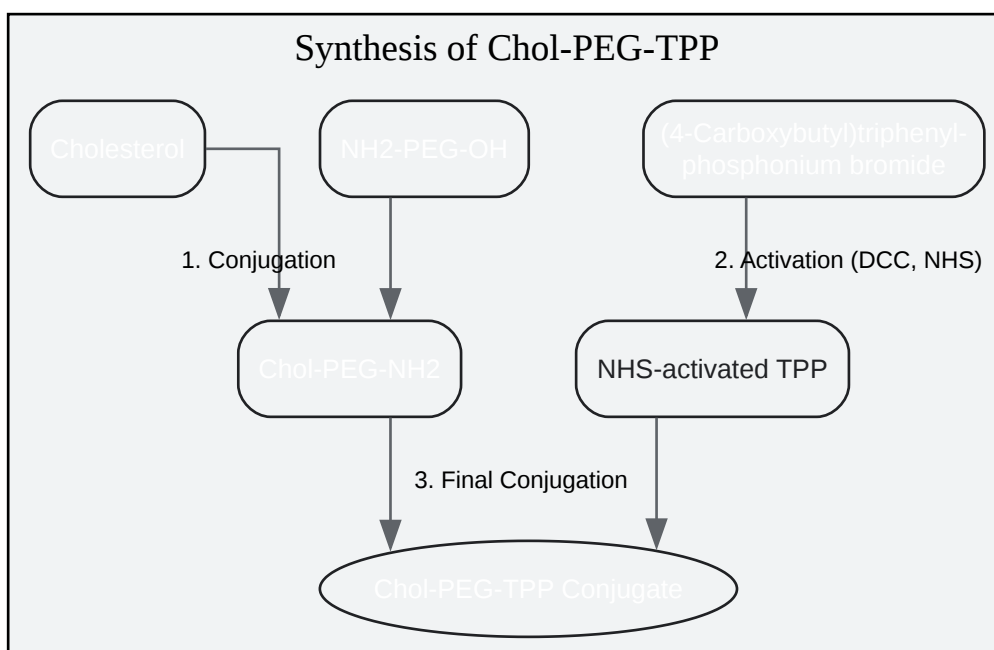 Synthesis of Chol-PEG-TPP
Cholesterol
NH2-PEG-OH
(4-Carboxybutyl)triphenyl-
phosphonium bromide
1. Conjugation
2. Activation (DCC, NHS)
Chol-PEG-NH2
NHS-activated TPP
3. Final Conjugation
Chol-PEG-TPP Conjugate